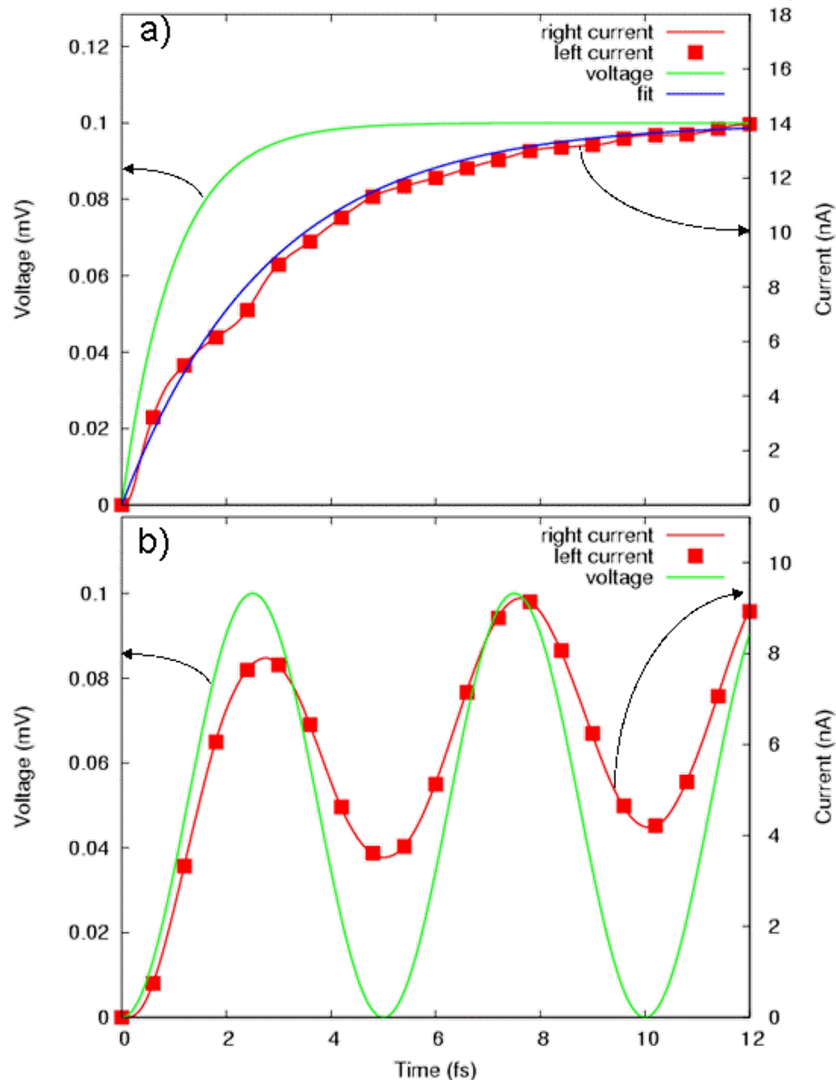 a)
right current
left current
voltage
fit
0.12
0.1
0.08
0.06
0.04
0.02
0
Voltage (mV)
18
16
14
12
10
8
6
4
2
0
Current (nA)
b)
right current
left current
voltage
0.1
0.08
0.06
0.04
0.02
0
Voltage (mV)
10
8
6
4
2
0
Current (nA)
0 2 4 6 8 10 12
Time (fs)